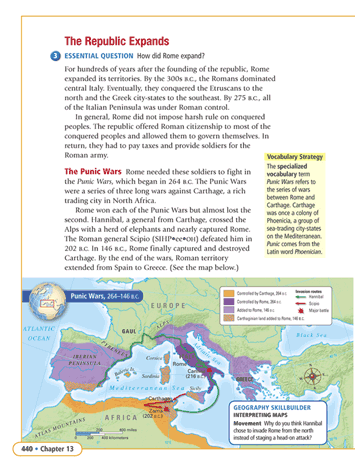 The Republic Expands
3 ESSENTIAL QUESTION How did Rome expand?
For hundreds of years after the founding of the republic, Rome
expanded its territories. By the 300s B.C., the Romans dominated
central Italy. Eventually, they conquered the Etruscans to the
north and the Greek city-states to the southeast. By 275 B.C., all
of the Italian Peninsula was under Roman control.
In general, Rome did not impose harsh rule on conquered
peoples. The republic offered Roman citizenship to most of the
conquered peoples and allowed them to govern themselves. In
return, they had to pay taxes and provide soldiers for the
Roman army.
The Punic Wars Rome needed these soldiers to fight in
the Punic Wars, which began in 264 B.C. The Punic Wars
were a series of three long wars against Carthage, a rich
trading city in North Africa.
Rome won each of the Punic Wars but almost lost the
second. Hannibal, a general from Carthage, crossed the
Alps with a herd of elephants and nearly captured Rome.
The Roman general Scipio (SIHP•ee•OH) defeated him in
202 B.C. In 146 B.C., Rome finally captured and destroyed
Carthage. By the end of the wars, Roman territory
extended from Spain to Greece. (See the map below.)
Vocabulary Strategy
The specialized
vocabulary term
Punic Wars refers to
the series of wars
between Rome and
Carthage. Carthage
was once a colony of
Phoenicia, a group of
sea-trading city-states
on the Mediterranean.
Punic comes from the
Latin word Phoenician.
Punic Wars, 264–146 B.C.
Controlled by Carthage, 264 B.C.
Controlled by Rome, 264 B.C.
Added to Rome, 146 B.C.
Carthaginian land added to Rome, 146 B.C.
Invasion routes
Hannibal
Scipio
Major battle
ATLANTIC
OCEAN
EUROPE
GAUL
ALPS
PYRENEES
IBERIAN
PENINSULA
Corsica
Rome
Sardinia
Balearic Is.
(216 B.C.)
Black Sea
GREECE
Mediterranean Sea
Sicily
Carthage
Zama
(202 B.C.)
AFRICA
ATLAS MOUNTAINS
0 200 400 miles
0 200 400 kilometers
GEOGRAPHY SKILLBUILDER
INTERPRETING MAPS
Movement Why do you think Hannibal
chose to invade Rome from the north
instead of staging a head-on attack?
440 • Chapter 13